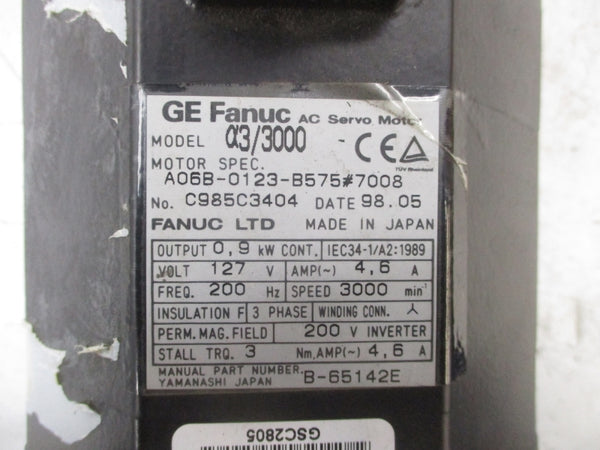 GE Fanuc AC Servo Motor
MODEL α3/3000
CE TÜV Rheinland
MOTOR SPEC.
A06B-0123-B575#7008
No. C985C3404 DATE 98.05
FANUC LTD MADE IN JAPAN
OUTPUT 0,9 kW CONT. IEC34-1/A2:1989
VOLT 127 V AMP(~) 4,6 A
FREQ. 200 Hz SPEED 3000 min⁻¹
INSULATION F 3 PHASE WINDING CONN. 人
PERM. MAG. FIELD 200 V INVERTER
STALL TRQ. 3 Nm, AMP(~) 4,6 A
MANUAL PART NUMBER. B-65142E
YAMANASHI JAPAN
GSC2805